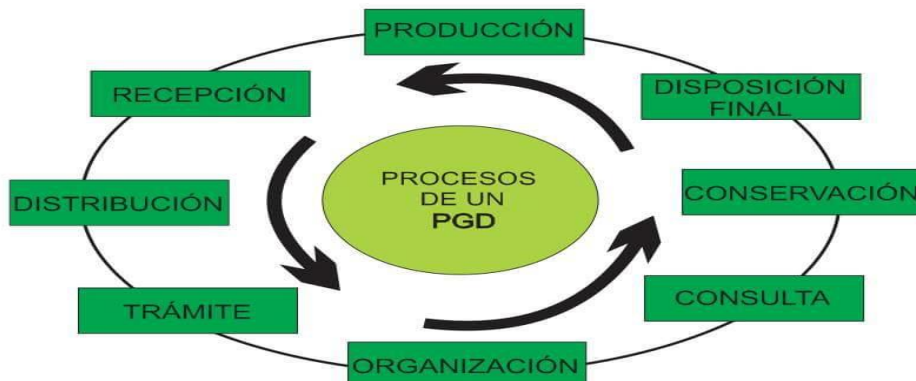 PRODUCCIÓN
RECEPCIÓN
DISPOSICIÓN
FINAL
PROCESOS
DE UN
PGD
DISTRIBUCIÓN
CONSERVACIÓN
TRÁMITE
CONSULTA
ORGANIZACIÓN